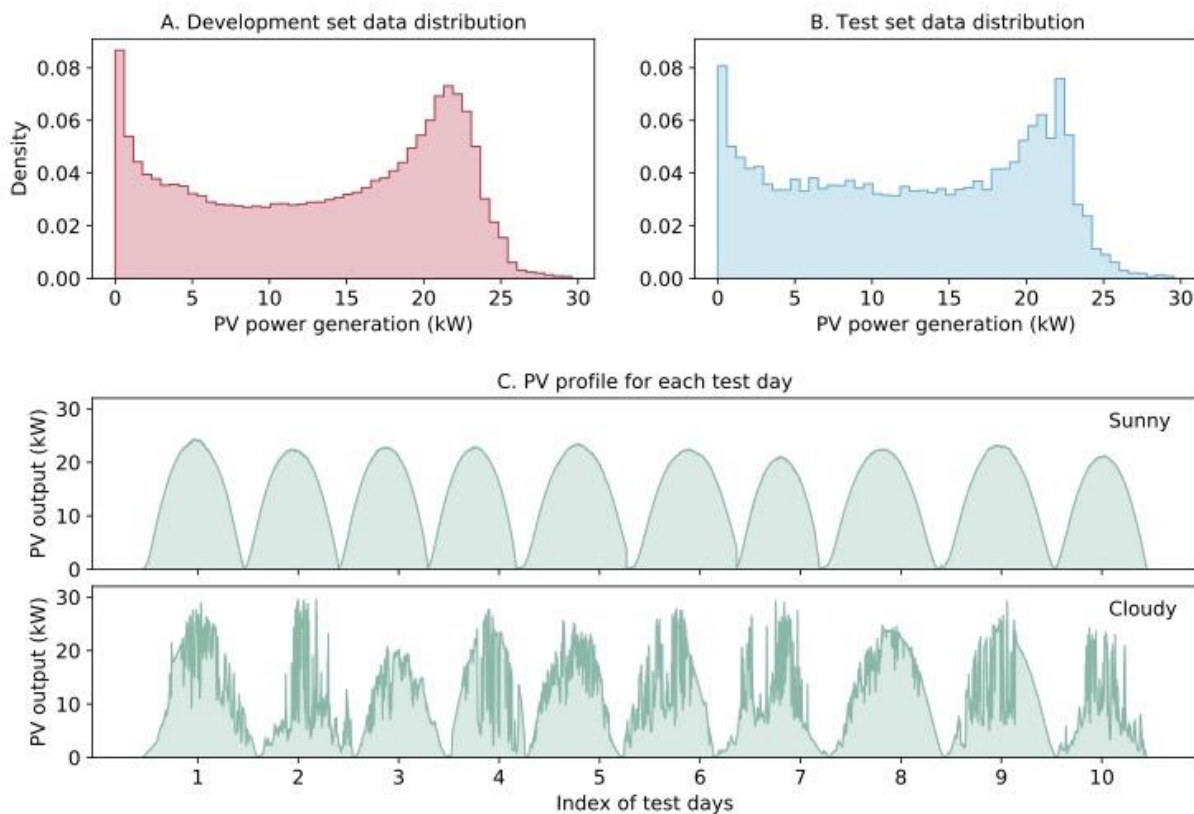 A. Development set data distribution
Density
0.08
0.06
0.04
0.02
0.00
0 5 10 15 20 25 30
PV power generation (kW)
B. Test set data distribution
0.08
0.06
0.04
0.02
0.00
0 5 10 15 20 25 30
PV power generation (kW)
C. PV profile for each test day
PV output (kW)
30
20
10
0
Sunny
PV output (kW)
30
20
10
0
Cloudy
1 2 3 4 5 6 7 8 9 10
Index of test days